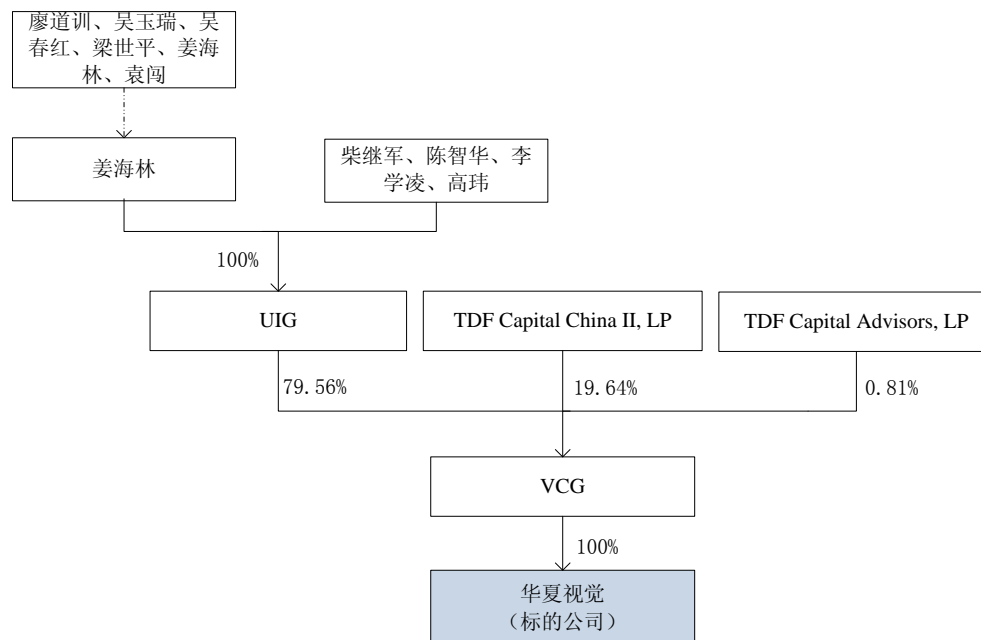 廖道训、吴玉瑞、吴
春红、梁世平、姜海
林、袁闯
姜海林
柴继军、陈智华、李
学凌、高玮
100%
UIG
TDF Capital China II, LP
TDF Capital Advisors, LP
79.56%
19.64%
0.81%
VCG
100%
华夏视觉
（标的公司）